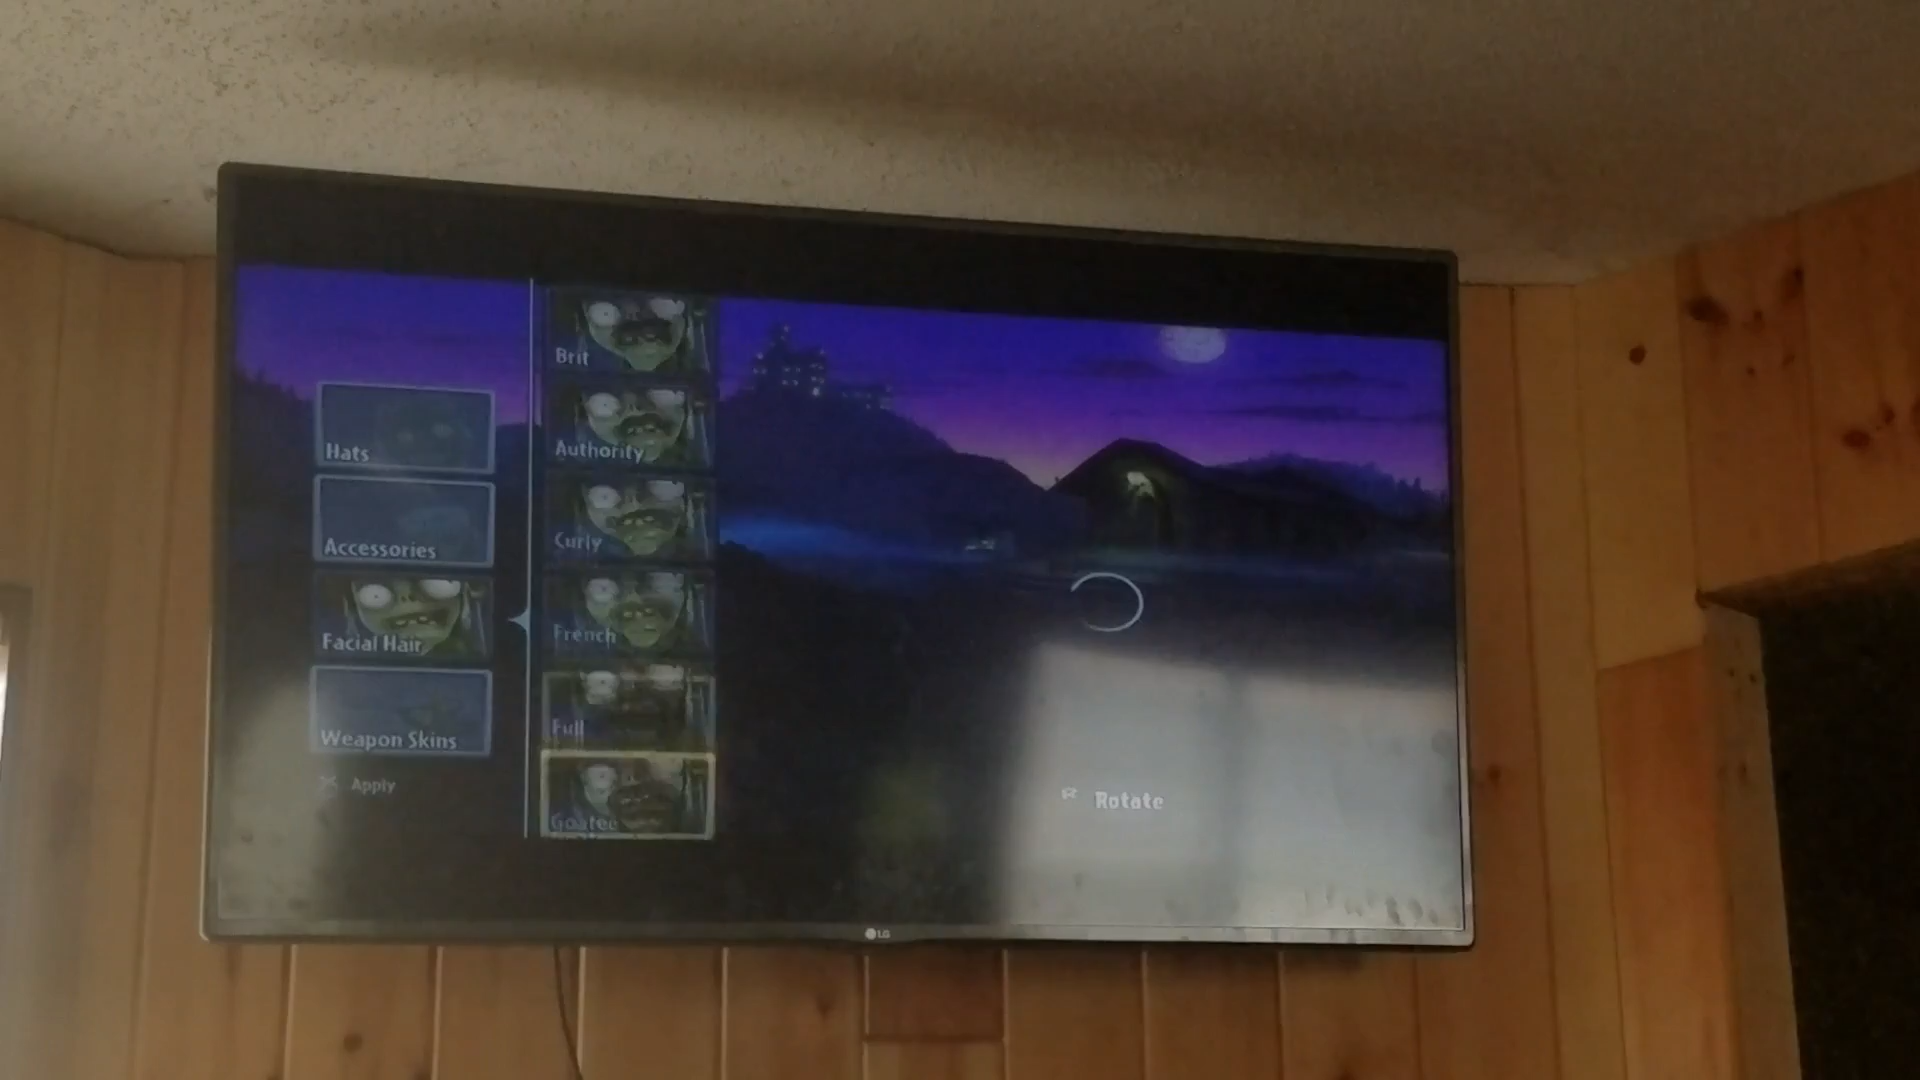 Hats
Accessories
Facial Hair
Weapon Skins
Apply
Brit
Authority
Curly
French
Full
Goatee
Rotate
LG